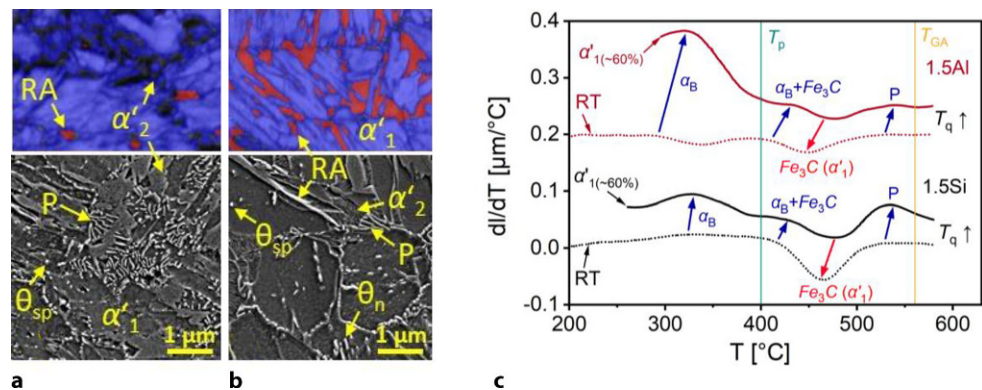 RA
α'₂
P
θsp
α'₁
1 µm
a
α'₁
RA
α'₂
P
θsp
θn
1 µm
b
dl/dT [µm/°C]
0.4
0.3
0.2
0.1
0.0
-0.1
200 300 400 500 600
T [°C]
α'₁(~60%)
αB
Tp
TGA
1.5Al
αB+Fe₃C
P
RT
Tq ↑
Fe₃C (α'₁)
α'₁(~60%)
αB
αB+Fe₃C
P
1.5Si
Tq ↑
RT
Fe₃C (α'₁)
c